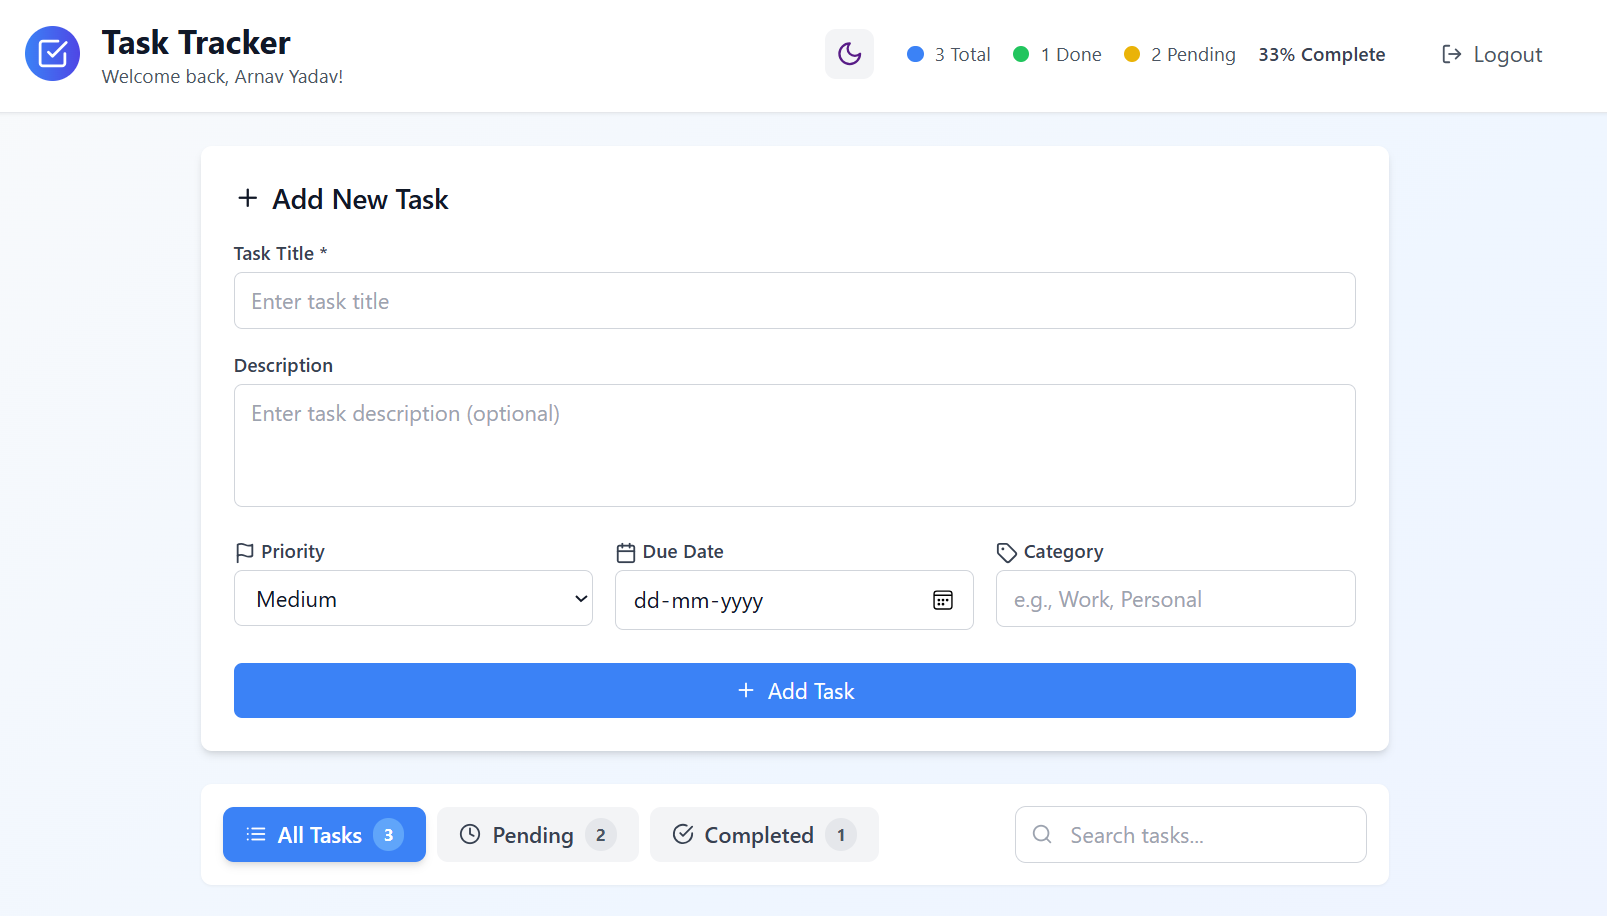 Task Tracker
Welcome back, Arnav Yadav!
3 Total 1 Done 2 Pending 33% Complete Logout
Add New Task
Task Title *
Enter task title
Description
Enter task description (optional)
Priority Due Date Category
Medium dd-mm-yyyy e.g., Work, Personal
Add Task
All Tasks 3 Pending 2 Completed 1 Search tasks...